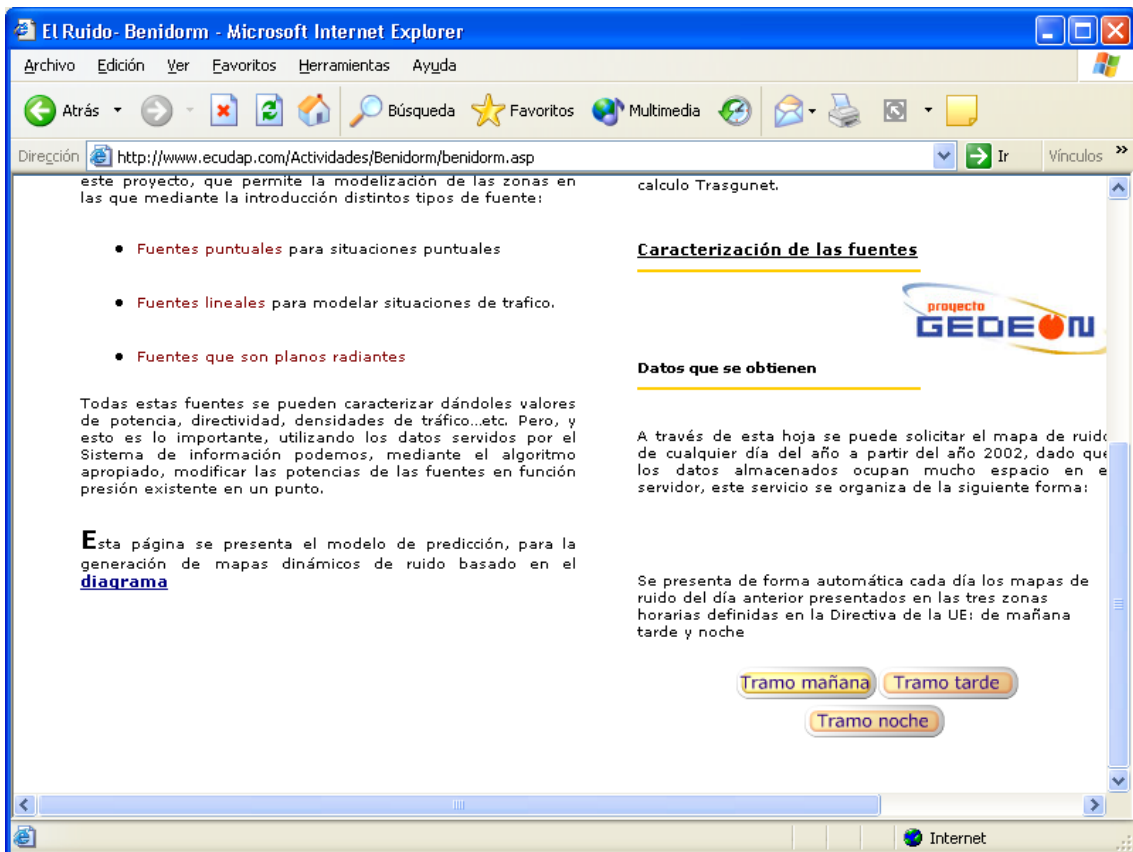 El Ruido- Benidorm - Microsoft Internet Explorer
Archivo Edición Ver Favoritos Herramientas Ayuda
Atrás Búsqueda Favoritos Multimedia
Dirección http://www.ecudap.com/Actividades/Benidorm/benidorm.asp Ir Vínculos »
este proyecto, que permite la modelización de las zonas en
las que mediante la introducción distintos tipos de fuente:
• Fuentes puntuales para situaciones puntuales
• Fuentes lineales para modelar situaciones de trafico.
• Fuentes que son planos radiantes
Todas estas fuentes se pueden caracterizar dándoles valores
de potencia, directividad, densidades de tráfico...etc. Pero, y
esto es lo importante, utilizando los datos servidos por el
Sistema de información podemos, mediante el algoritmo
apropiado, modificar las potencias de las fuentes en función
presión existente en un punto.
Esta página se presenta el modelo de predicción, para la
generación de mapas dinámicos de ruido basado en el
diagrama
calculo Trasgunet.
Caracterización de las fuentes
proyecto
GEDEON
Datos que se obtienen
A través de esta hoja se puede solicitar el mapa de ruido
de cualquier día del año a partir del año 2002, dado que
los datos almacenados ocupan mucho espacio en e
servidor, este servicio se organiza de la siguiente forma:
Se presenta de forma automática cada día los mapas de
ruido del día anterior presentados en las tres zonas
horarias definidas en la Directiva de la UE: de mañana
tarde y noche
Tramo mañana Tramo tarde
Tramo noche
Internet